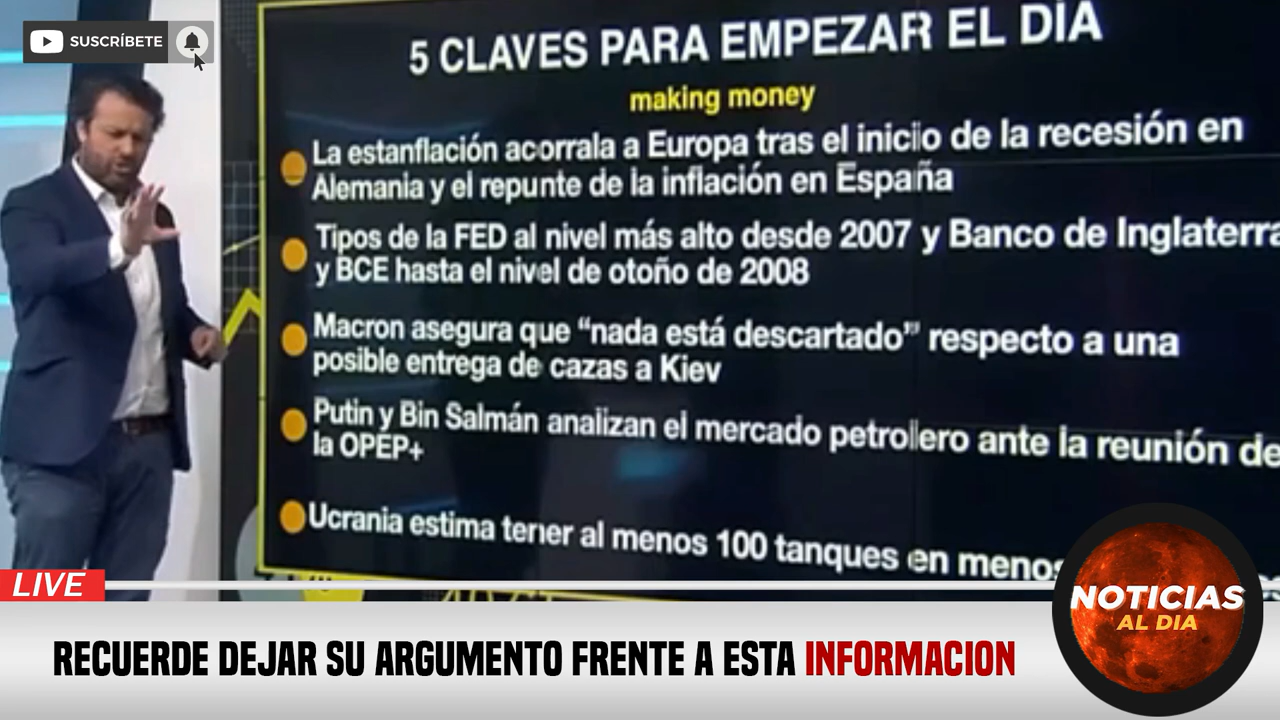 SUSCRÍBETE
5 CLAVES PARA EMPEZAR EL DÍA
making money
La estanflación acorrala a Europa tras el inicio de la recesión en
Alemania y el repunte de la inflación en España
Tipos de la FED al nivel más alto desde 2007 y Banco de Inglaterra
y BCE hasta el nivel de otoño de 2008
Macron asegura que “nada está descartado” respecto a una
posible entrega de cazas a Kiev
Putin y Bin Salmán analizan el mercado petrolero ante la reunión de
la OPEP+
Ucrania estima tener al menos 100 tanques en menos
LIVE
NOTICIAS
AL DIA
RECUERDE DEJAR SU ARGUMENTO FRENTE A ESTA INFORMACION